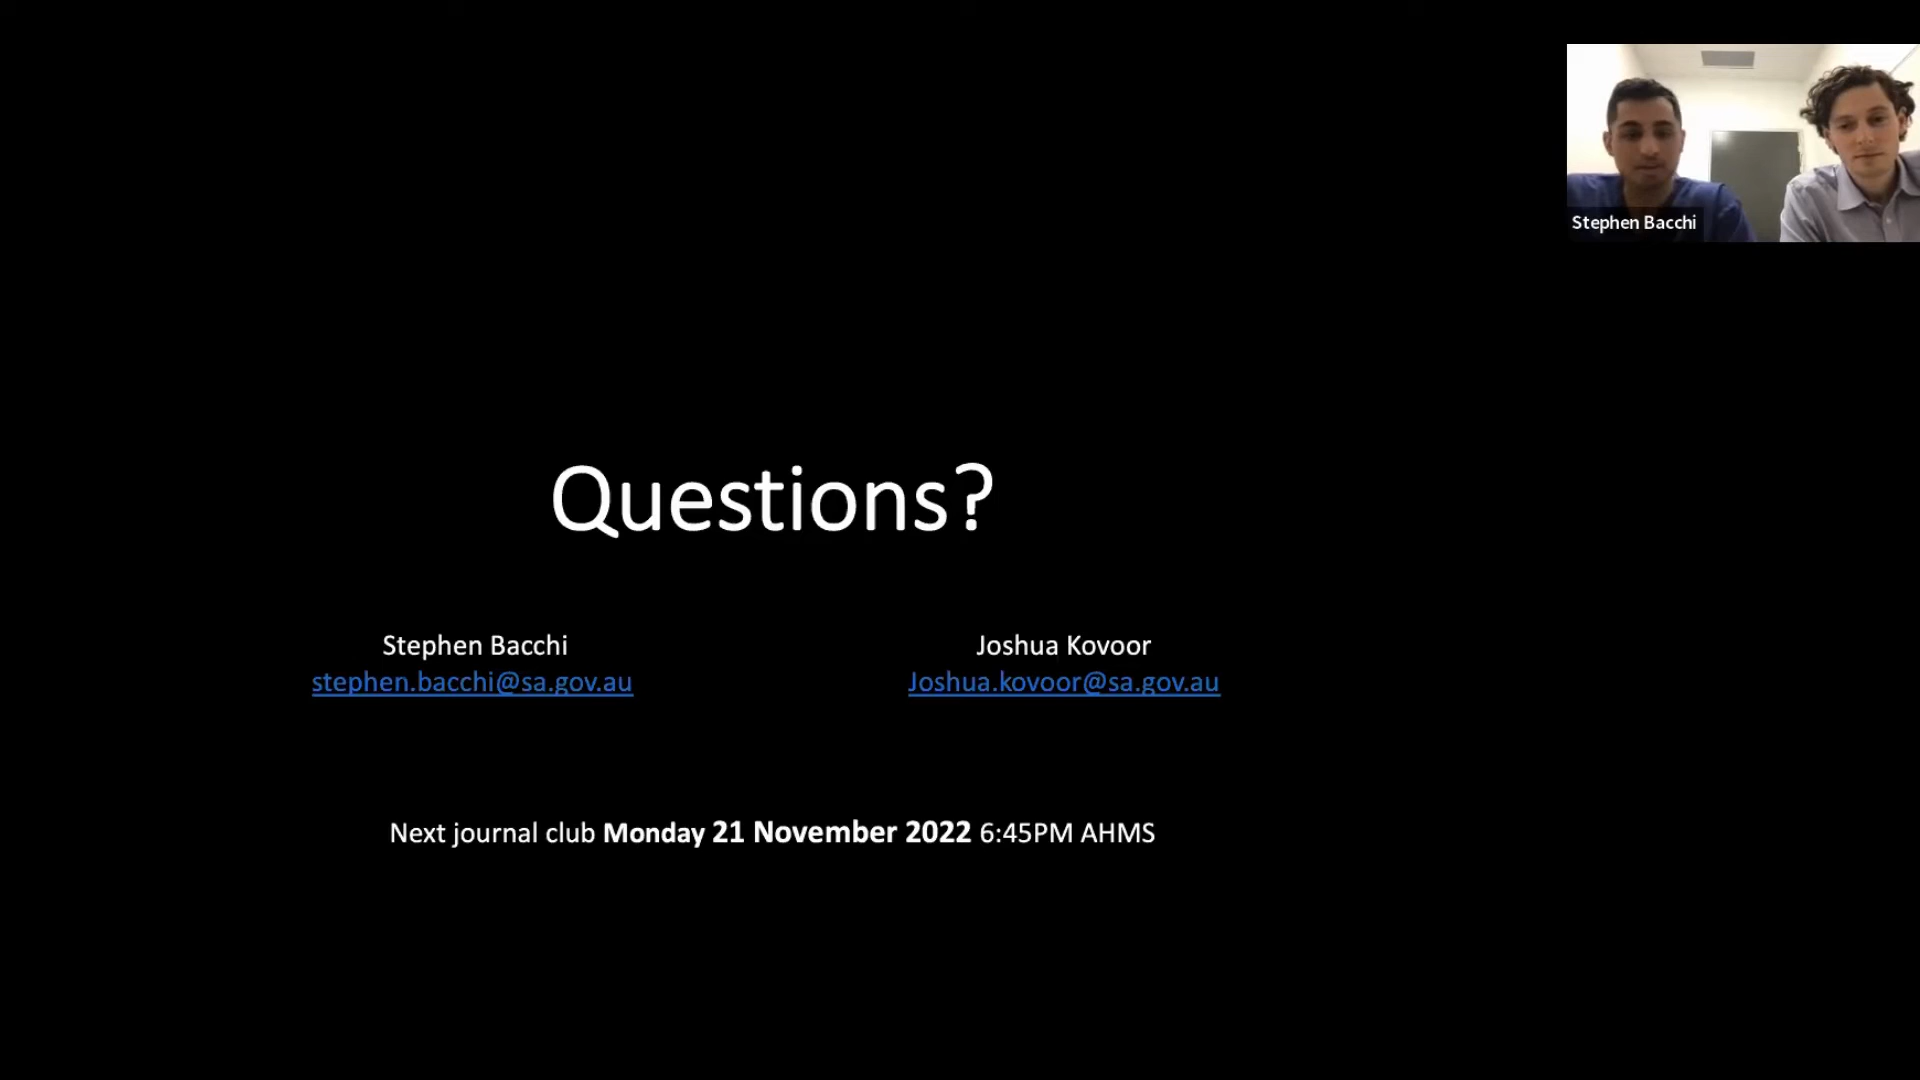 Stephen Bacchi
Questions?
Stephen Bacchi
stephen.bacchi@sa.gov.au
Joshua Kovoor
Joshua.kovoor@sa.gov.au
Next journal club Monday 21 November 2022 6:45PM AHMS